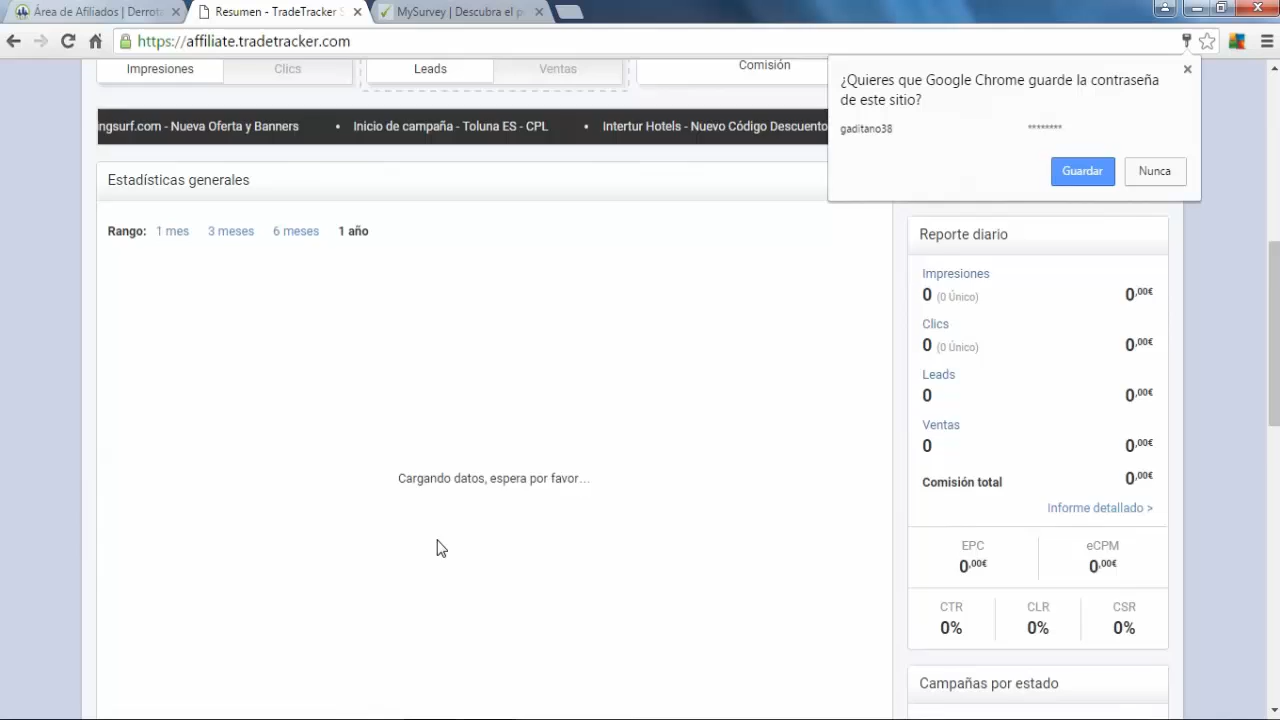 Área de Afiliados | Derrot
Resumen - TradeTracker S
MySurvey | Descubra el p
https://affiliate.tradetracker.com
Impresiones
Clics
Leads
Ventas
Comisión
¿Quieres que Google Chrome guarde la contraseña
de este sitio?
gaditano38
********
Guardar
Nunca
ngsurf.com - Nueva Oferta y Banners • Inicio de campaña - Toluna ES - CPL • Intertur Hotels - Nuevo Código Descuento
Estadísticas generales
Rango: 1 mes 3 meses 6 meses 1 año
Cargando datos, espera por favor...
Reporte diario
Impresiones
0 (0 Único) 0,00€
Clics
0 (0 Único) 0,00€
Leads
0 0,00€
Ventas
0 0,00€
Comisión total 0,00€
Informe detallado >
EPC eCPM
0,00€ 0,00€
CTR CLR CSR
0% 0% 0%
Campañas por estado